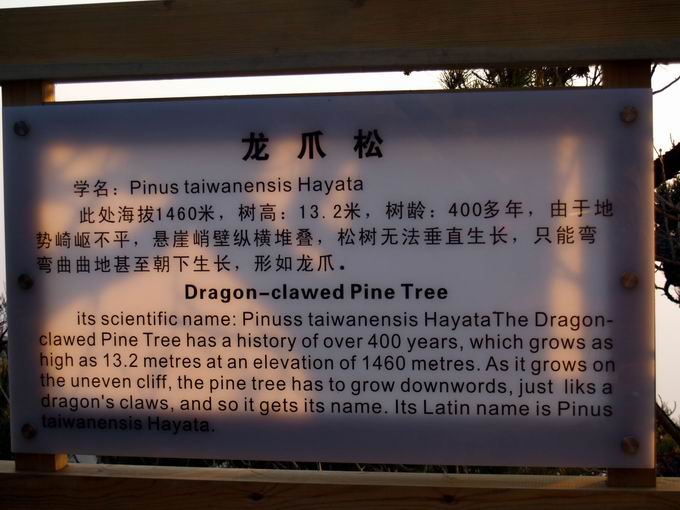 龙爪松
学名：Pinus taiwanensis Hayata
此处海拔1460米，树高：13.2米，树龄：400多年，由于地
势崎岖不平，悬崖峭壁纵横堆叠，松树无法垂直生长，只能弯
弯曲曲地甚至朝下生长，形如龙爪.
Dragon-clawed Pine Tree
its scientific name: Pinuss taiwanensis HayataThe Dragon-
clawed Pine Tree has a history of over 400 years, which grows as
high as 13.2 metres at an elevation of 1460 metres. As it grows on
the uneven cliff, the pine tree has to grow downwords, just liks a
dragon's claws, and so it gets its name. Its Latin name is Pinus
taiwanensis Hayata.